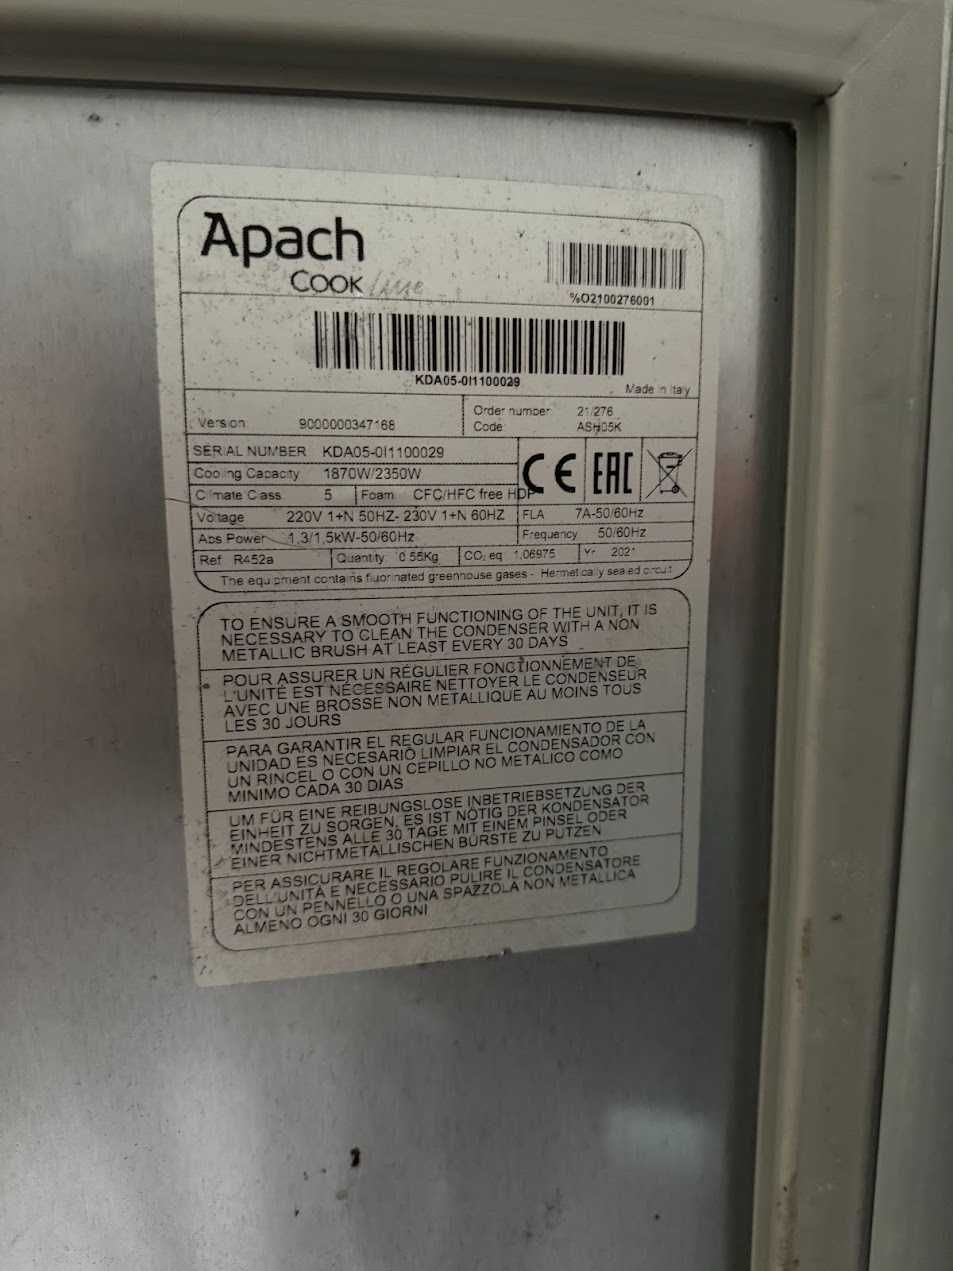 Apach
COOK line
%O2100276001
KDA05-0I1100029
Made in Italy
Version 9000000347168
Order number 21/276
Code ASH05K
SERIAL NUMBER KDA05-0I1100029
Cooling Capacity 1870W/2350W
Climate Class 5 Foam CFC/HFC free HDP
CE EAC
Voltage 220V 1+N 50HZ- 230V 1+N 60HZ FLA 7A-50/60Hz
Abs Power 1,3/1,5kW-50/60Hz Frequency 50/60Hz
Ref R452a Quantity 0.55Kg CO₂ eq 1,06975 Yr 2021
The equipment contains fluorinated greenhouse gases - Hermetically sealed circuit
TO ENSURE A SMOOTH FUNCTIONING OF THE UNIT, IT IS
NECESSARY TO CLEAN THE CONDENSER WITH A NON
METALLIC BRUSH AT LEAST EVERY 30 DAYS
POUR ASSURER UN RÉGULIER FONCTIONNEMENT DE
L'UNITÉ EST NÉCESSAIRE NETTOYER LE CONDENSEUR
AVEC UNE BROSSE NON METALLIQUE AU MOINS TOUS
LES 30 JOURS
PARA GARANTIR EL REGULAR FUNCIONAMIENTO DE LA
UNIDAD ES NECESARIO LIMPIAR EL CONDENSADOR CON
UN RINCEL O CON UN CEPILLO NO METALICO COMO
MINIMO CADA 30 DIAS
UM FÜR EINE REIBUNGSLOSE INBETRIEBSETZUNG DER
EINHEIT ZU SORGEN, ES IST NÖTIG DER KONDENSATOR
MINDESTENS ALLE 30 TAGE MIT EINEM PINSEL ODER
EINER NICHTMETALLISCHEN BÜRSTE ZU PUTZEN
PER ASSICURARE IL REGOLARE FUNZIONAMENTO
DELL'UNITÀ E NECESSARIO PULIRE IL CONDENSATORE
CON UN PENNELLO O UNA SPAZZOLA NON METALLICA
ALMENO OGNI 30 GIORNI